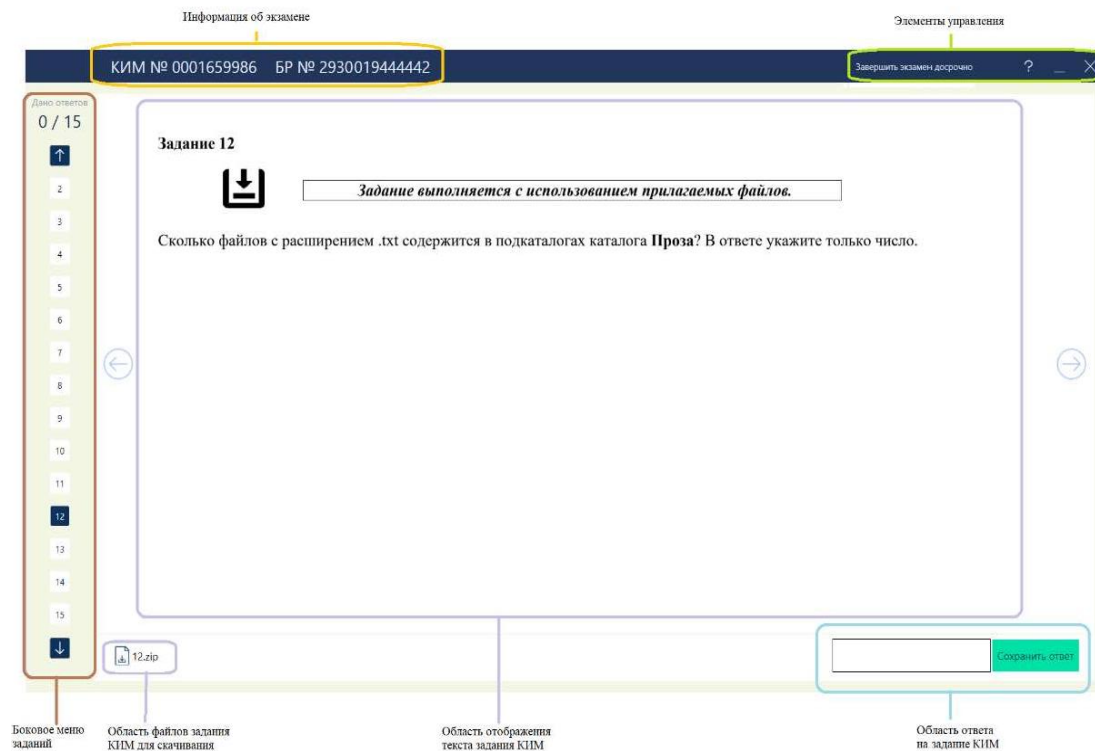 Информация об экзамене
Элементы управления
КИМ № 0001659986 БР № 2930019444442
Завершить экзамен досрочно ? _ X
Дано ответов
0 / 15
↑
2
3
4
5
6
7
8
9
10
11
12
13
14
15
↓
Задание 12
Задание выполняется с использованием прилагаемых файлов.
Сколько файлов с расширением .txt содержится в подкаталогах каталога Проза? В ответе укажите только число.
12.zip
Сохранить ответ
Боковое меню
заданий
Область файлов задания
КИМ для скачивания
Область отображения
текста задания КИМ
Область ответа
на задание КИМ